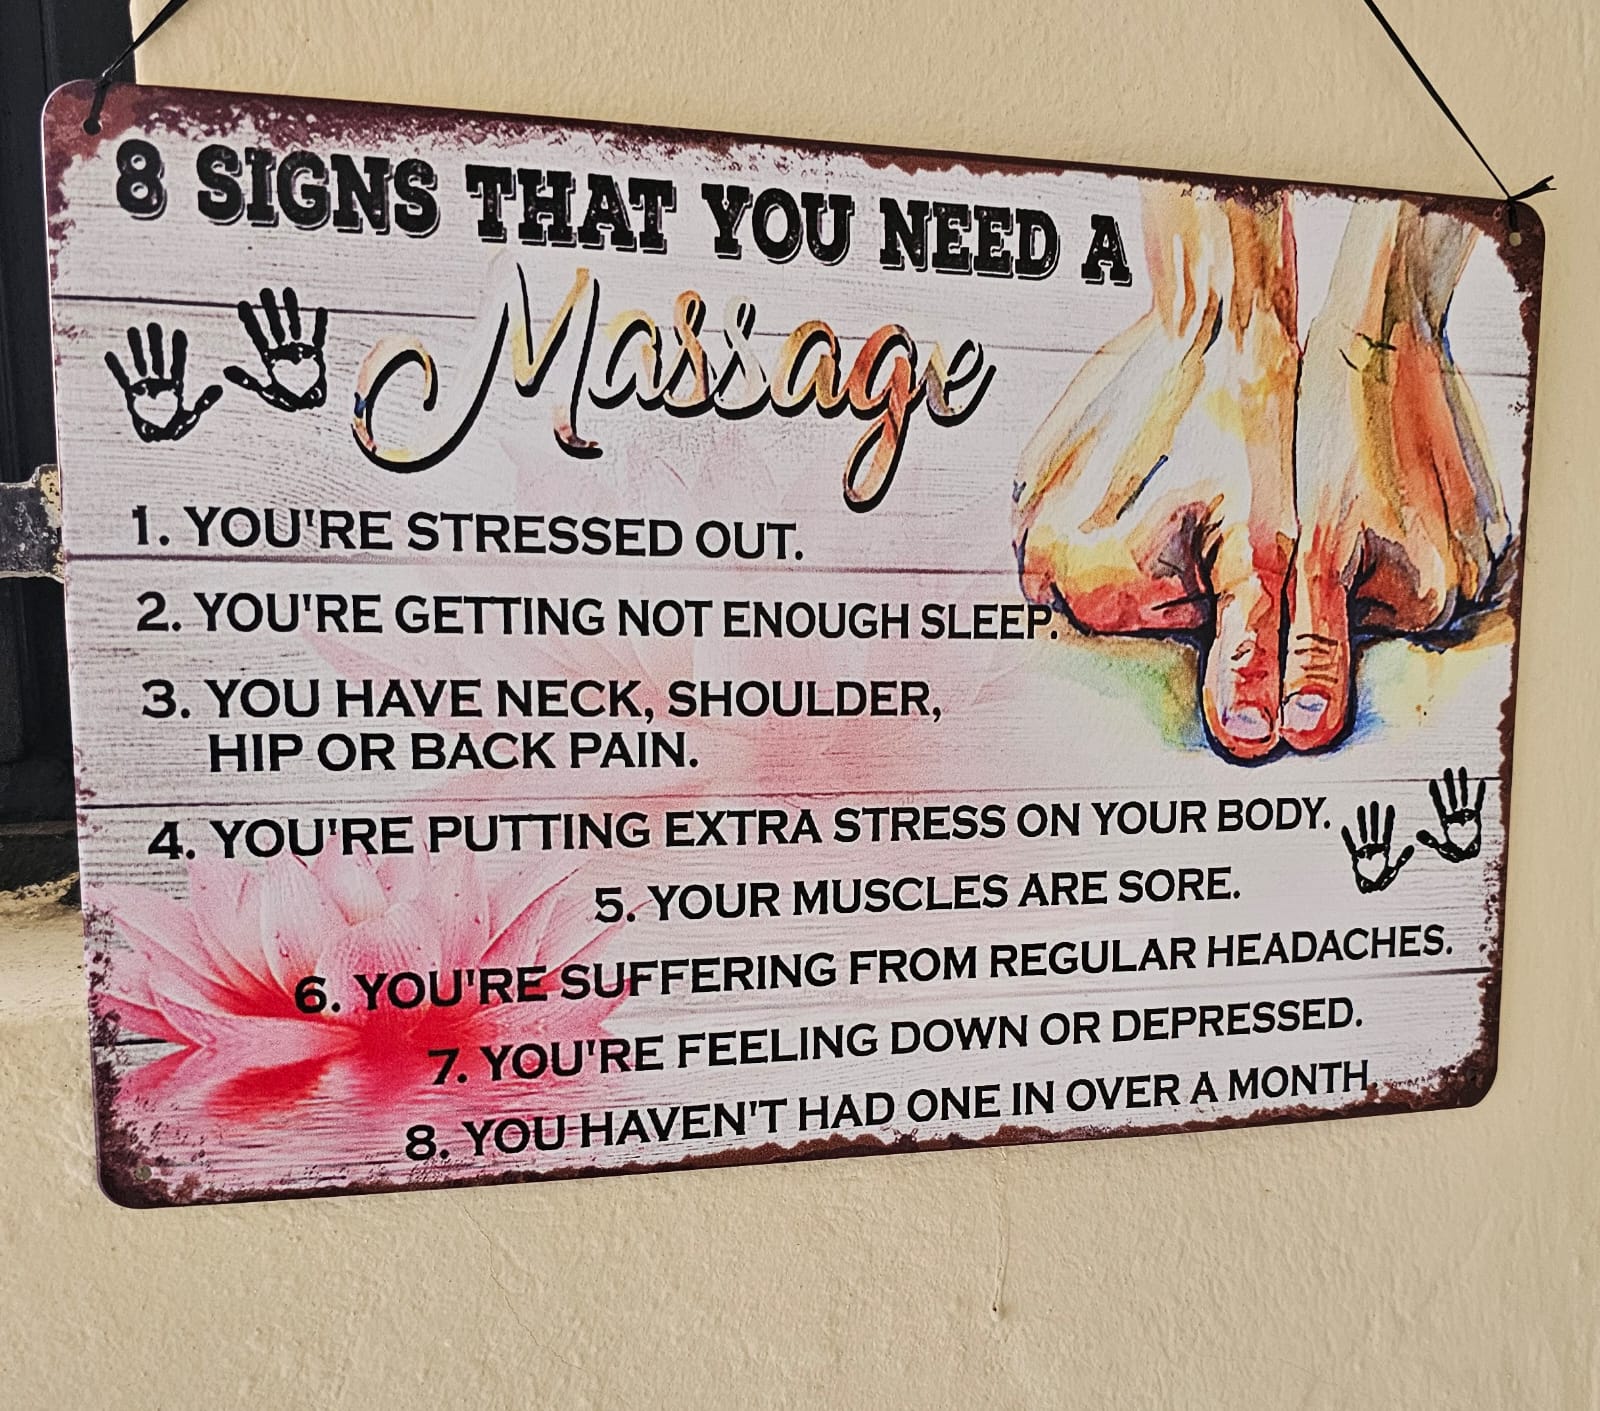 8 SIGNS THAT YOU NEED A
Massage
1. YOU'RE STRESSED OUT.
2. YOU'RE GETTING NOT ENOUGH SLEEP.
3. YOU HAVE NECK, SHOULDER,
HIP OR BACK PAIN.
4. YOU'RE PUTTING EXTRA STRESS ON YOUR BODY.
5. YOUR MUSCLES ARE SORE.
6. YOU'RE SUFFERING FROM REGULAR HEADACHES.
7. YOU'RE FEELING DOWN OR DEPRESSED.
8. YOU HAVEN'T HAD ONE IN OVER A MONTH.